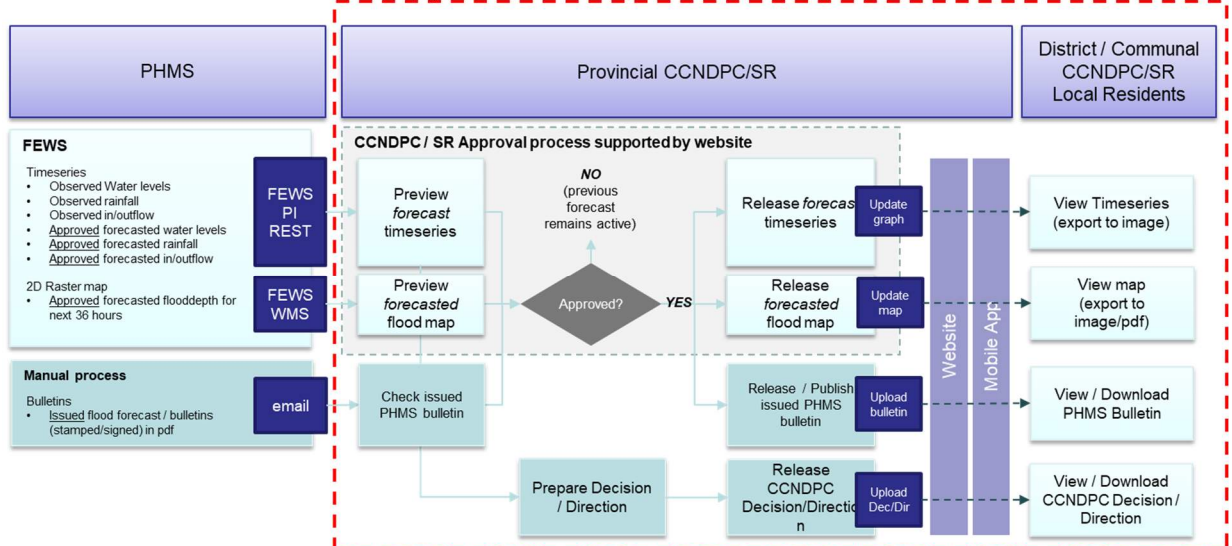 PHMS
Provincial CCNDPC/SR
District / Communal
CCNDPC/SR
Local Residents
FEWS
Timeseries
• Observed Water levels
• Observed rainfall
• Observed in/outflow
• Approved forecasted water levels
• Approved forecasted rainfall
• Approved forecasted in/outflow
2D Raster map
• Approved forecasted flooddepth for
next 36 hours
FEWS
PI
REST
FEWS
WMS
Manual process
Bulletins
• Issued flood forecast / bulletins
(stamped/signed) in pdf
email
CCNDPC / SR Approval process supported by website
Preview
forecast
timeseries
Preview
forecasted
flood map
Check issued
PHMS bulletin
NO
(previous
forecast
remains active)
Approved?
YES
Prepare Decision
/ Direction
Release forecas
timeseries
Update
graph
Release
forecasted
flood map
Update
map
Release / Publish
issued PHMS
bulletin
Upload
bulletin
Release
CCNDPC
Decision/Directio
n
Upload
Dec/Dir
Website
Mobile App
View Timeseries
(export to image)
View map
(export to
image/pdf)
View / Download
PHMS Bulletin
View / Download
CCNDPC Decision /
Direction